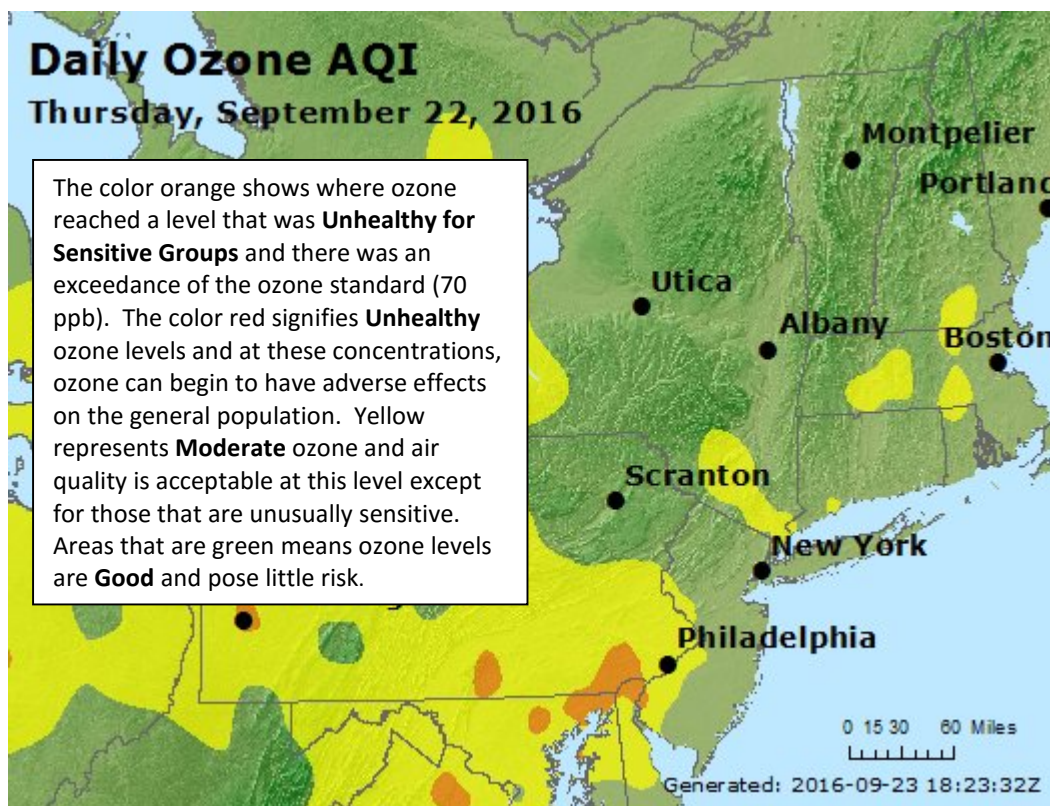 Daily Ozone AQI
Thursday, September 22, 2016
Montpelier
Portland
The color orange shows where ozone
reached a level that was Unhealthy for
Sensitive Groups and there was an
exceedance of the ozone standard (70
ppb).  The color red signifies Unhealthy
ozone levels and at these concentrations,
ozone can begin to have adverse effects
on the general population.  Yellow
represents Moderate ozone and air
quality is acceptable at this level except
for those that are unusually sensitive.
Areas that are green means ozone levels
are Good and pose little risk.
Utica
Albany
Boston
Scranton
New York
Philadelphia
0 15 30 60 Miles
Generated: 2016-09-23 18:23:32Z